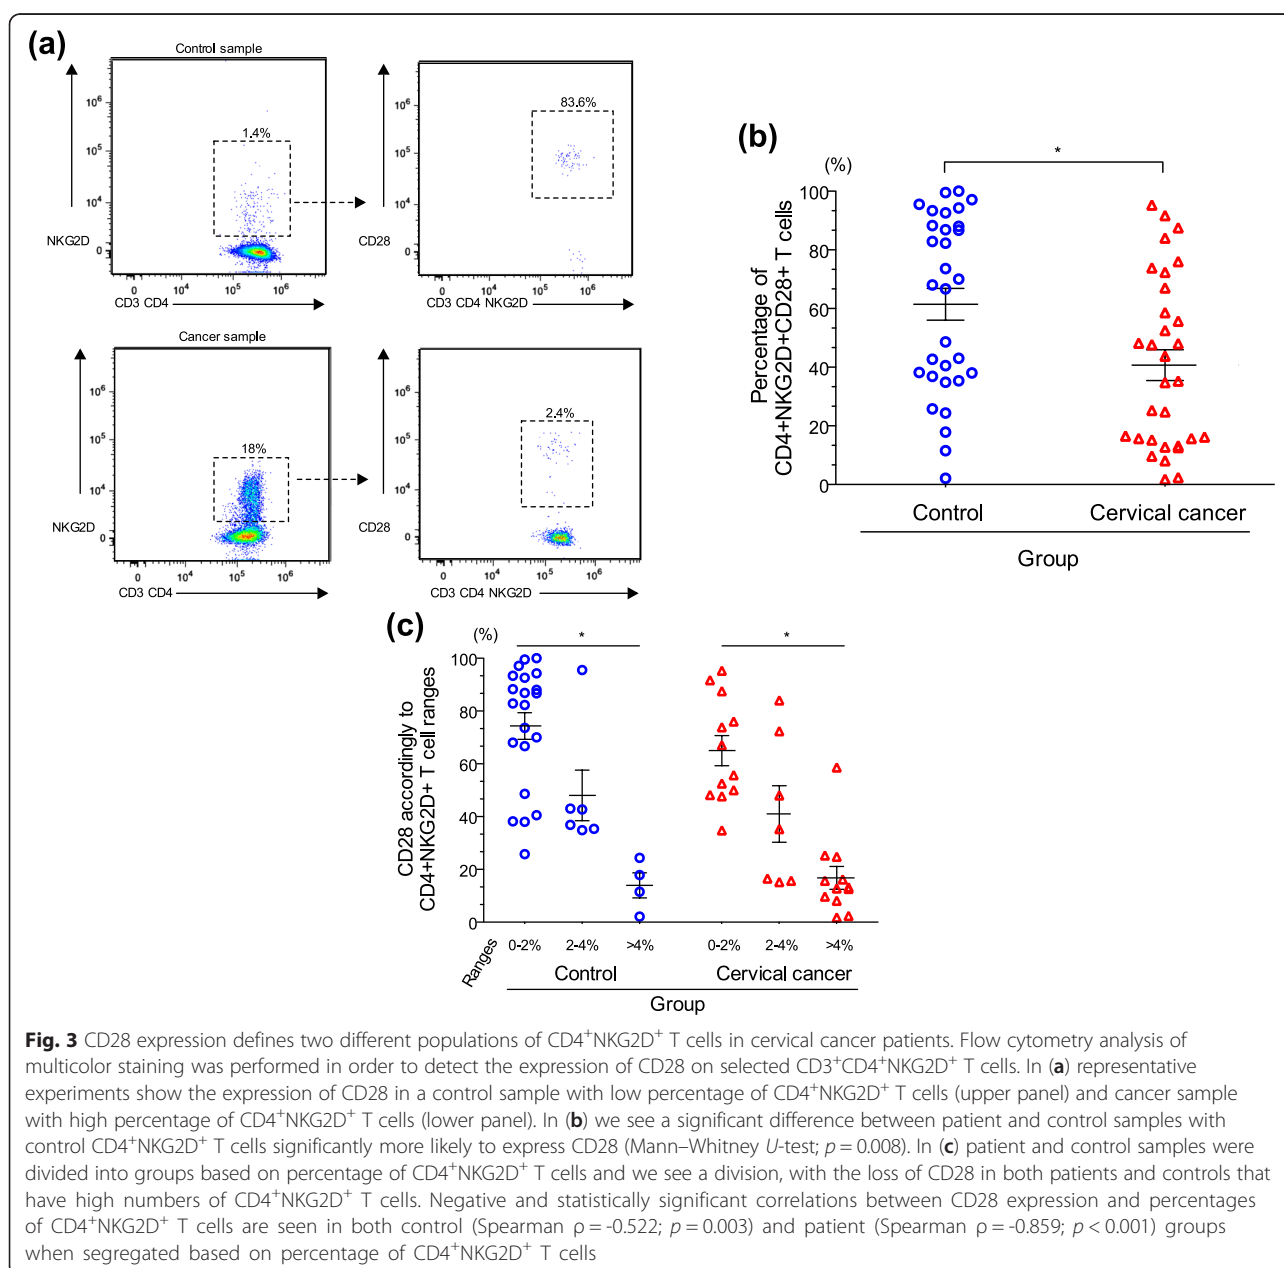 (a)
Control sample
10⁶
10⁵
10⁴
0
NKG2D
1.4%
0 10⁴ 10⁵ 10⁶
CD3 CD4
10⁶
10⁵
10⁴
0
CD28
83.6%
0 10⁴ 10⁵ 10⁶
CD3 CD4 NKG2D
Cancer sample
10⁶
10⁵
10⁴
0
NKG2D
18%
0 10⁴ 10⁵ 10⁶
CD3 CD4
10⁶
10⁵
10⁴
0
CD28
2.4%
0 10⁴ 10⁵ 10⁶
CD3 CD4 NKG2D
(b)
(%)
*
Percentage of
CD4+NKG2D+CD28+ T cells
100
80
60
40
20
0
Control Cervical cancer
Group
(c)
(%)
* *
CD28 accordingly to
CD4+NKG2D+ T cell ranges
100
80
60
40
20
0
Ranges 0-2% 2-4% >4% 0-2% 2-4% >4%
Control Cervical cancer
Group
Fig. 3 CD28 expression defines two different populations of CD4⁺NKG2D⁺ T cells in cervical cancer patients. Flow cytometry analysis of
multicolor staining was performed in order to detect the expression of CD28 on selected CD3⁺CD4⁺NKG2D⁺ T cells. In (a) representative
experiments show the expression of CD28 in a control sample with low percentage of CD4⁺NKG2D⁺ T cells (upper panel) and cancer sample
with high percentage of CD4⁺NKG2D⁺ T cells (lower panel). In (b) we see a significant difference between patient and control samples with
control CD4⁺NKG2D⁺ T cells significantly more likely to express CD28 (Mann–Whitney U-test; p = 0.008). In (c) patient and control samples were
divided into groups based on percentage of CD4⁺NKG2D⁺ T cells and we see a division, with the loss of CD28 in both patients and controls that
have high numbers of CD4⁺NKG2D⁺ T cells. Negative and statistically significant correlations between CD28 expression and percentages
of CD4⁺NKG2D⁺ T cells are seen in both control (Spearman ρ = -0.522; p = 0.003) and patient (Spearman ρ = -0.859; p < 0.001) groups
when segregated based on percentage of CD4⁺NKG2D⁺ T cells